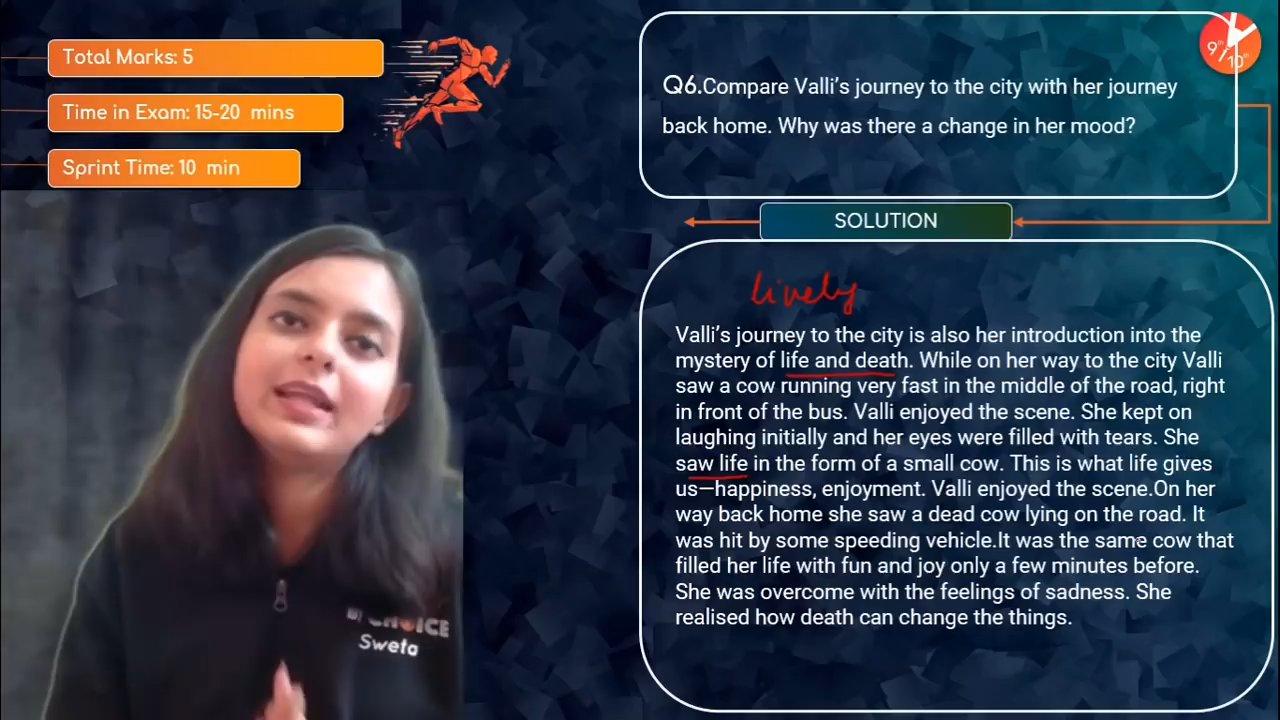 Total Marks: 5
Time in Exam: 15-20 mins
Sprint Time: 10 min
9th/10th
Q6.Compare Valli's journey to the city with her journey
back home. Why was there a change in her mood?
SOLUTION
lively
Valli's journey to the city is also her introduction into the
mystery of life and death. While on her way to the city Valli
saw a cow running very fast in the middle of the road, right
in front of the bus. Valli enjoyed the scene. She kept on
laughing initially and her eyes were filled with tears. She
saw life in the form of a small cow. This is what life gives
us—happiness, enjoyment. Valli enjoyed the scene.On her
way back home she saw a dead cow lying on the road. It
was hit by some speeding vehicle.It was the same cow that
filled her life with fun and joy only a few minutes before.
She was overcome with the feelings of sadness. She
realised how death can change the things.
CHOICE
Sweta